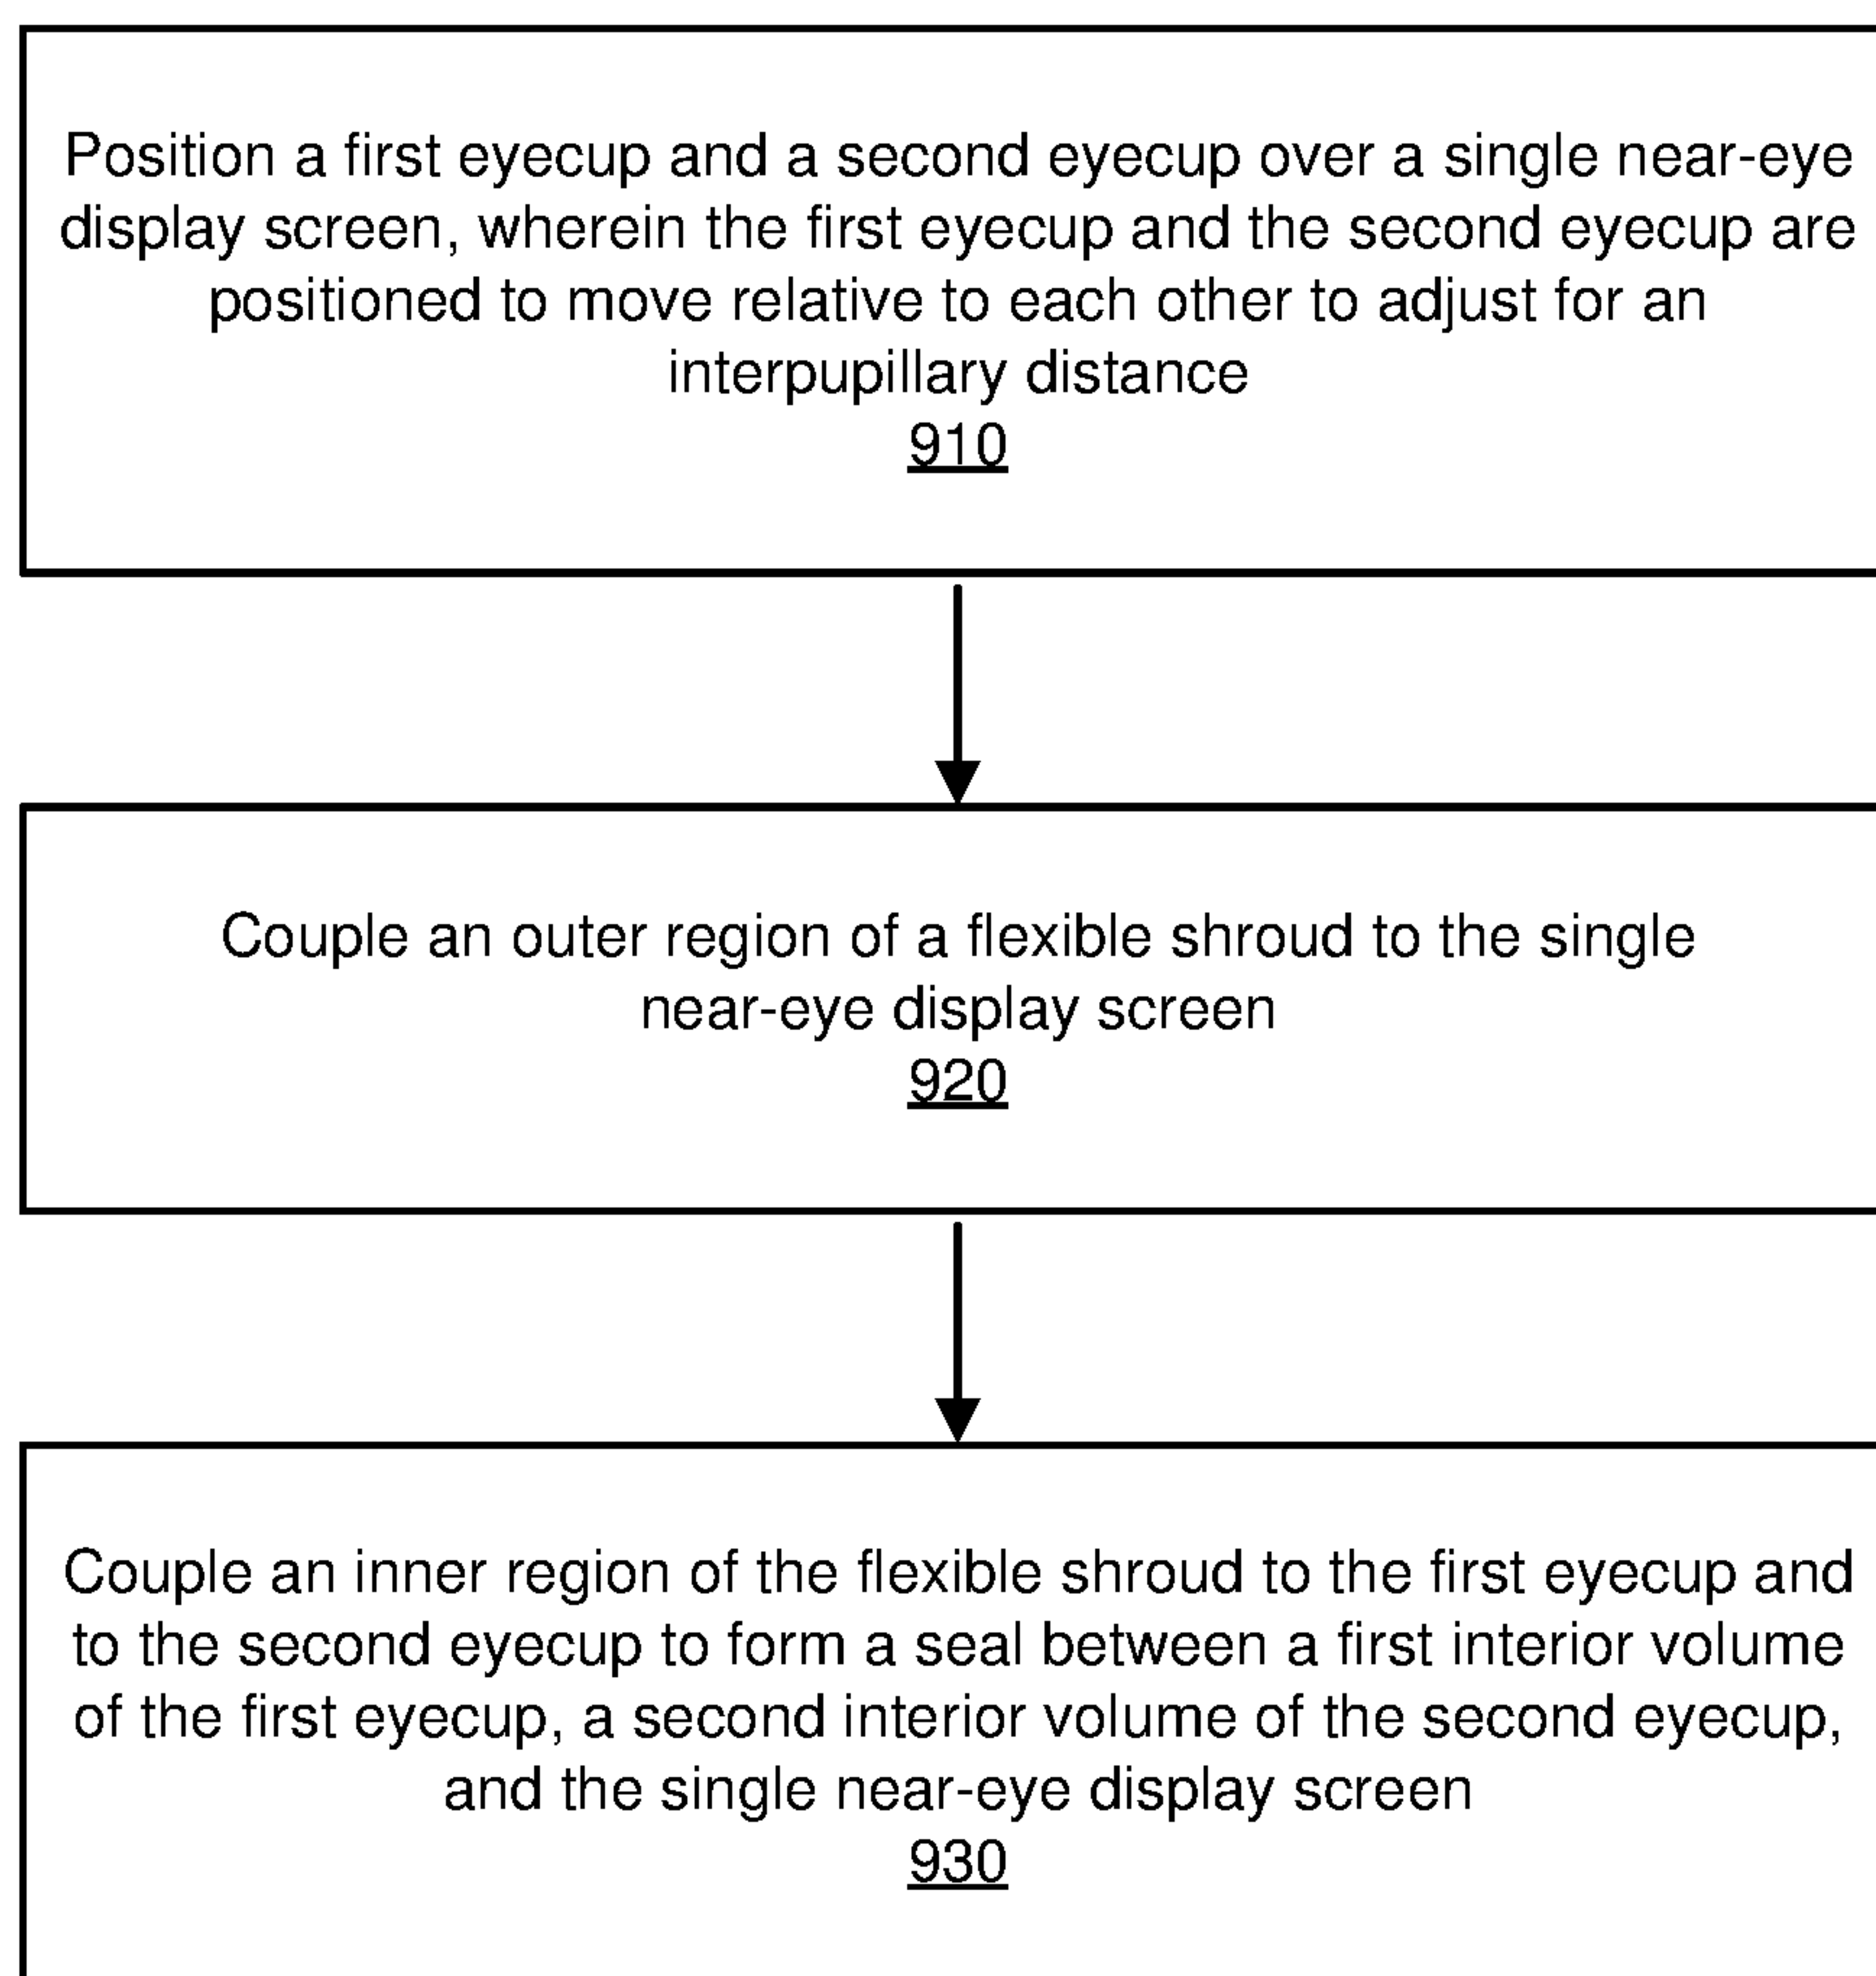 Position a first eyecup and a second eyecup over a single near-eye
display screen, wherein the first eyecup and the second eyecup are
positioned to move relative to each other to adjust for an
interpupillary distance
910
Couple an outer region of a flexible shroud to the single
near-eye display screen
920
Couple an inner region of the flexible shroud to the first eyecup and
to the second eyecup to form a seal between a first interior volume
of the first eyecup, a second interior volume of the second eyecup,
and the single near-eye display screen
930